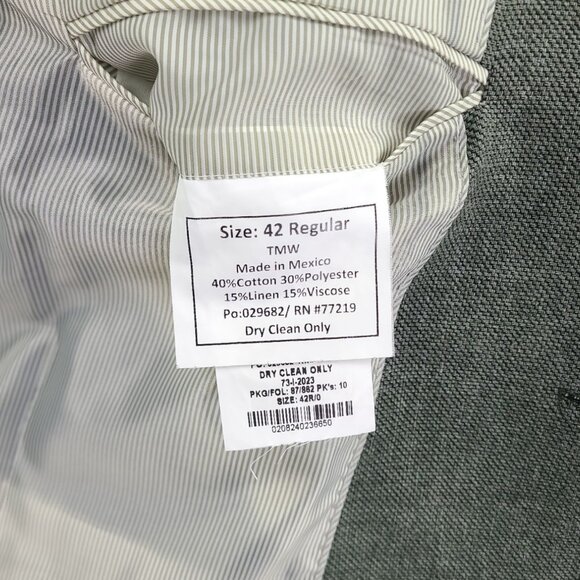 Size: 42 Regular
TMW
Made in Mexico
40%Cotton 30%Polyester
15%Linen 15%Viscose
Po:029682/ RN #77219
Dry Clean Only
DRY CLEAN ONLY
73-I-2023
PKG/FOL: 87/862 PK's: 10
SIZE: 42R/0
0208240236650